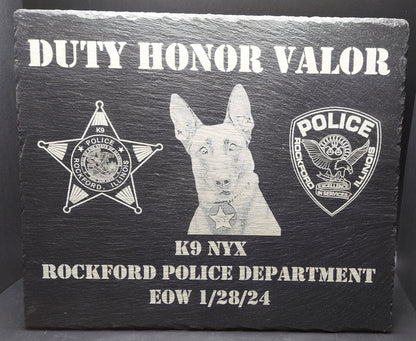 DUTY HONOR VALOR
K9
POLICE
ROCKFORD, ILLINOIS
POLICE
ROCKFORD
ILLINOIS
EXCELLENCE
IN SERVICES
K9 NYX
ROCKFORD POLICE DEPARTMENT
EOW 1/28/24